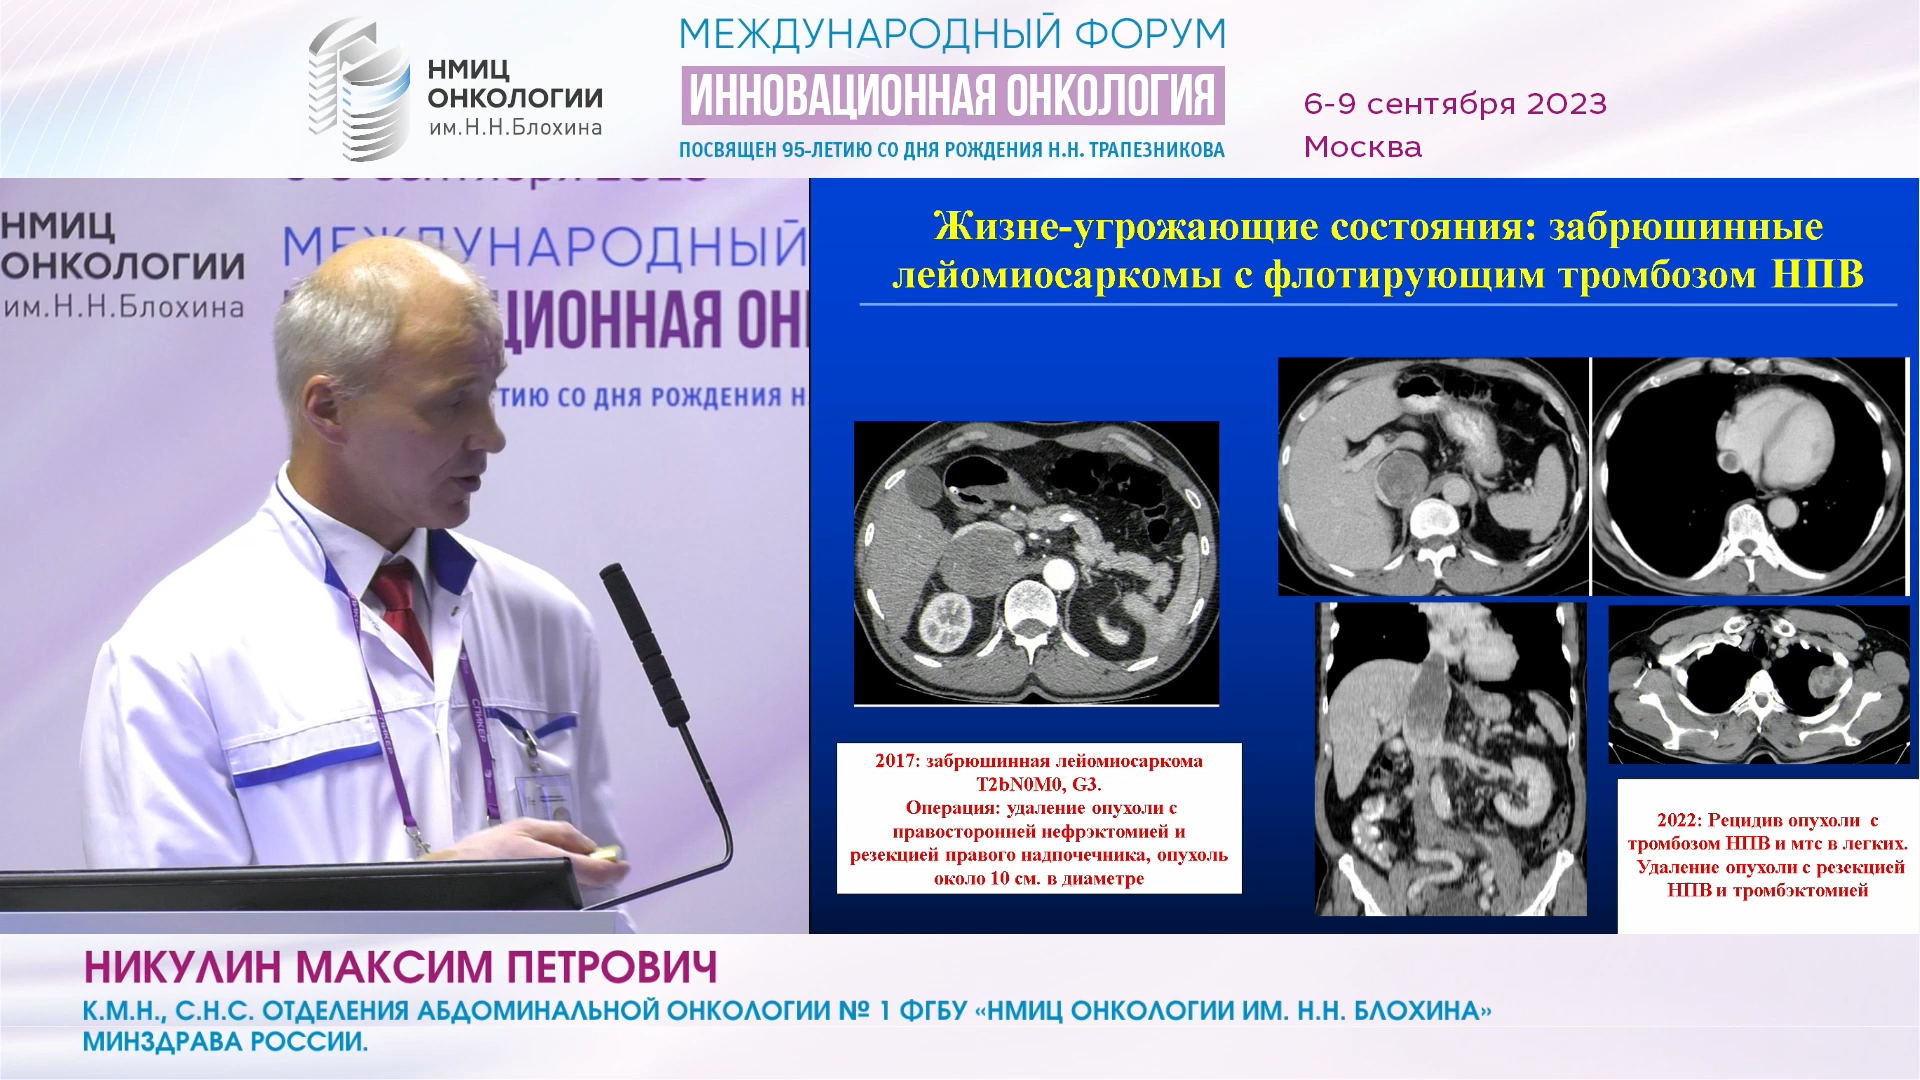 НМИЦ
ОНКОЛОГИИ
им.Н.Н.Блохина
МЕЖДУНАРОДНЫЙ ФОРУМ
ИННОВАЦИОННАЯ ОНКОЛОГИЯ
ПОСВЯЩЕН 95-ЛЕТИЮ СО ДНЯ РОЖДЕНИЯ Н.Н. ТРАПЕЗНИКОВА
6-9 сентября 2023
Москва
НМИЦ
ОНКОЛОГИИ
им.Н.Н.Блохина
МЕЖДУНАРОДНЫЙ
ЦИОННАЯ ОН
ТИЮ СО ДНЯ РОЖДЕНИЯ Н.
СПИКЕР
Жизне-угрожающие состояния: забрюшинные
лейомиосаркомы с флотирующим тромбозом НПВ
2017: забрюшинная лейомиосаркома
T2bN0M0, G3.
Операция: удаление опухоли с
правосторонней нефрэктомией и
резекцией правого надпочечника, опухоль
около 10 см. в диаметре
2022: Рецидив опухоли с
тромбозом НПВ и мтс в легких.
Удаление опухоли с резекцией
НПВ и тромбэктомией
НИКУЛИН МАКСИМ ПЕТРОВИЧ
К.М.Н., С.Н.С. ОТДЕЛЕНИЯ АБДОМИНАЛЬНОЙ ОНКОЛОГИИ № 1 ФГБУ «НМИЦ ОНКОЛОГИИ ИМ. Н.Н. БЛОХИНА»
МИНЗДРАВА РОССИИ.